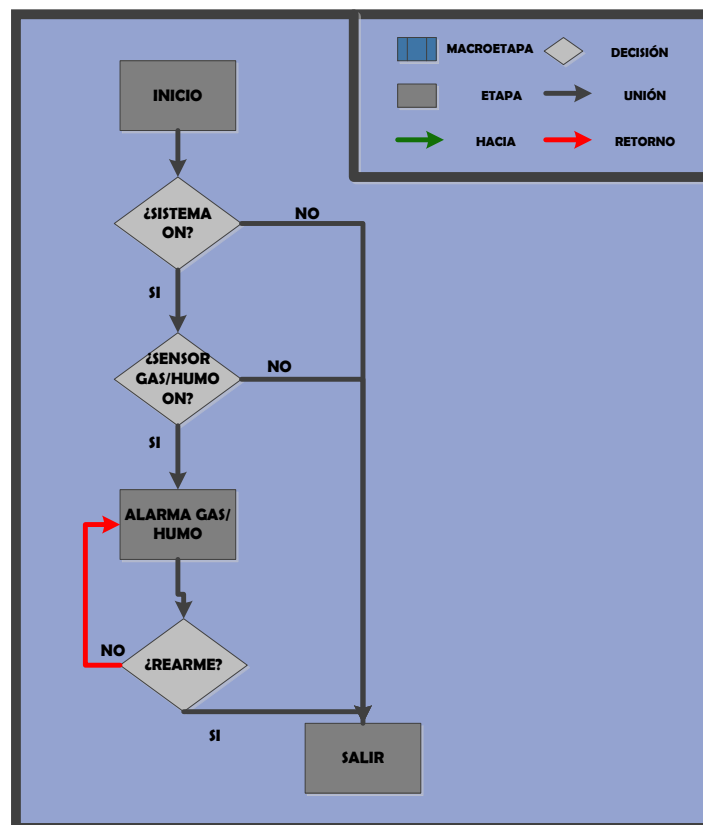 MACROETAPA
DECISIÓN
ETAPA
UNIÓN
HACIA
RETORNO
INICIO
¿SISTEMA
ON?
NO
SI
¿SENSOR
GAS/HUMO
ON?
NO
SI
ALARMA GAS/
HUMO
NO
¿REARME?
SI
SALIR